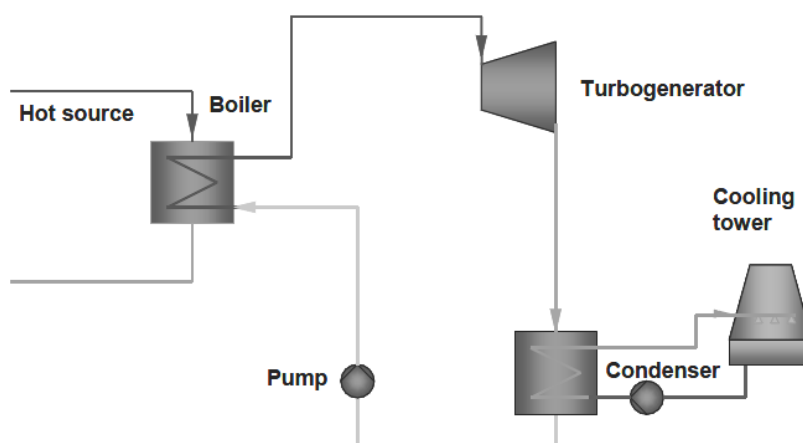 Hot source
Boiler
Turbogenerator
Cooling
tower
Pump
Condenser